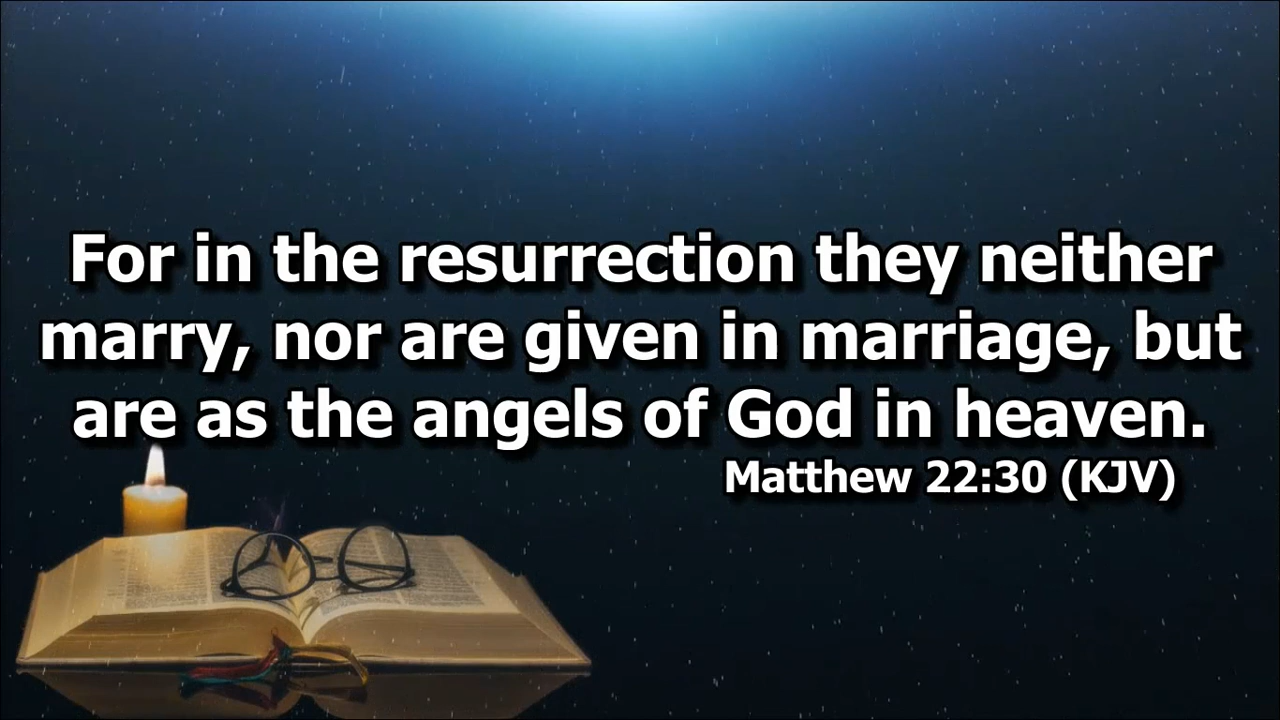 For in the resurrection they neither
marry, nor are given in marriage, but
are as the angels of God in heaven.
Matthew 22:30 (KJV)